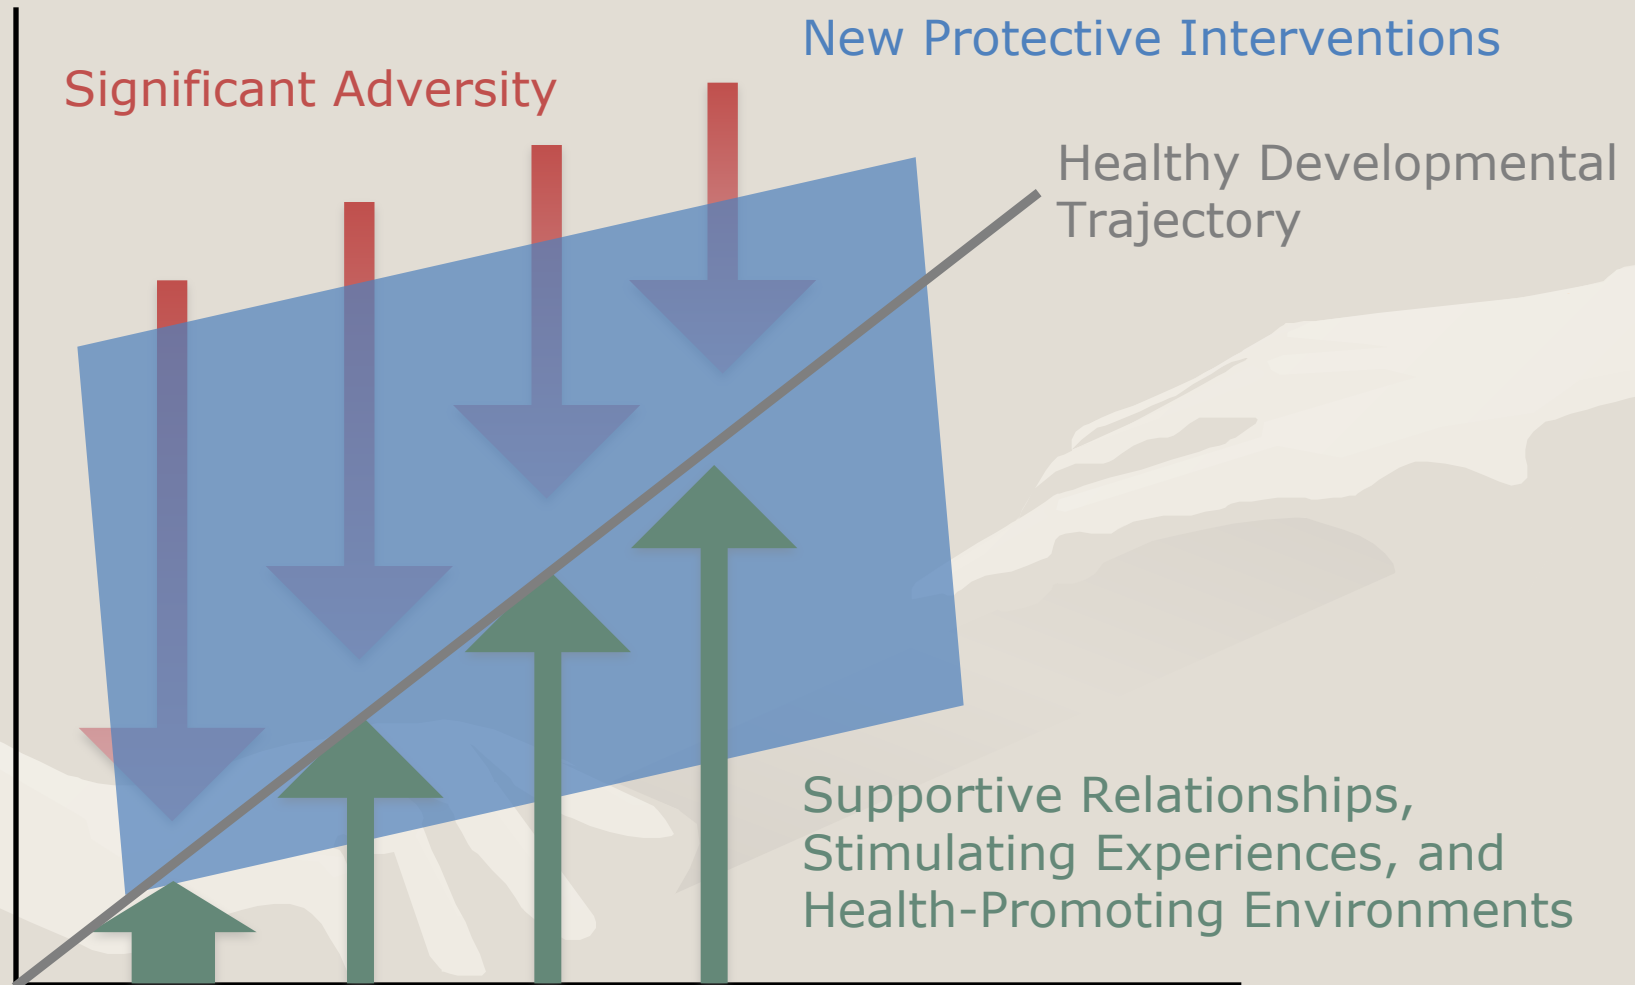 New Protective Interventions
Significant Adversity
Healthy Developmental
Trajectory
Supportive Relationships,
Stimulating Experiences, and
Health-Promoting Environments